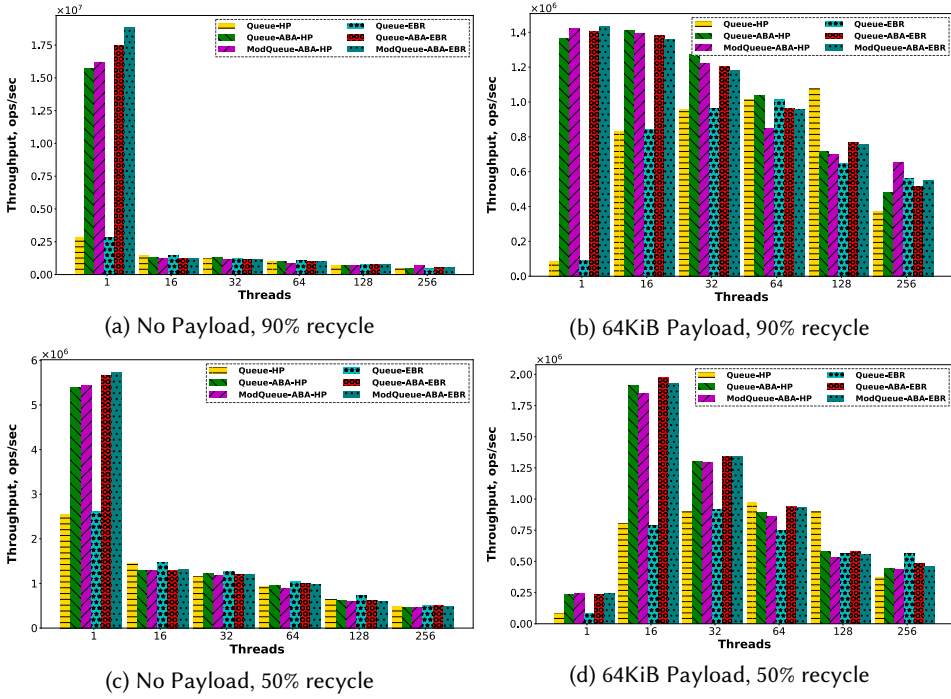 ×10⁷
Queue-HP
Queue-ABA-HP
ModQueue-ABA-HP
Queue-EBR
Queue-ABA-EBR
ModQueue-ABA-EBR
Throughput, ops/sec
1.75
1.50
1.25
1.00
0.75
0.50
0.25
0.00
1 16 32 64 128 256
Threads
(a) No Payload, 90% recycle
×10⁶
Queue-HP
Queue-ABA-HP
ModQueue-ABA-HP
Queue-EBR
Queue-ABA-EBR
ModQueue-ABA-EBR
Throughput, ops/sec
1.4
1.2
1.0
0.8
0.6
0.4
0.2
0.0
1 16 32 64 128 256
Threads
(b) 64KiB Payload, 90% recycle
×10⁶
Queue-HP
Queue-ABA-HP
ModQueue-ABA-HP
Queue-EBR
Queue-ABA-EBR
ModQueue-ABA-EBR
Throughput, ops/sec
6
5
4
3
2
1
0
1 16 32 64 128 256
Threads
(c) No Payload, 50% recycle
×10⁶
Queue-HP
Queue-ABA-HP
ModQueue-ABA-HP
Queue-EBR
Queue-ABA-EBR
ModQueue-ABA-EBR
Throughput, ops/sec
2.00
1.75
1.50
1.25
1.00
0.75
0.50
0.25
0.00
1 16 32 64 128 256
Threads
(d) 64KiB Payload, 50% recycle